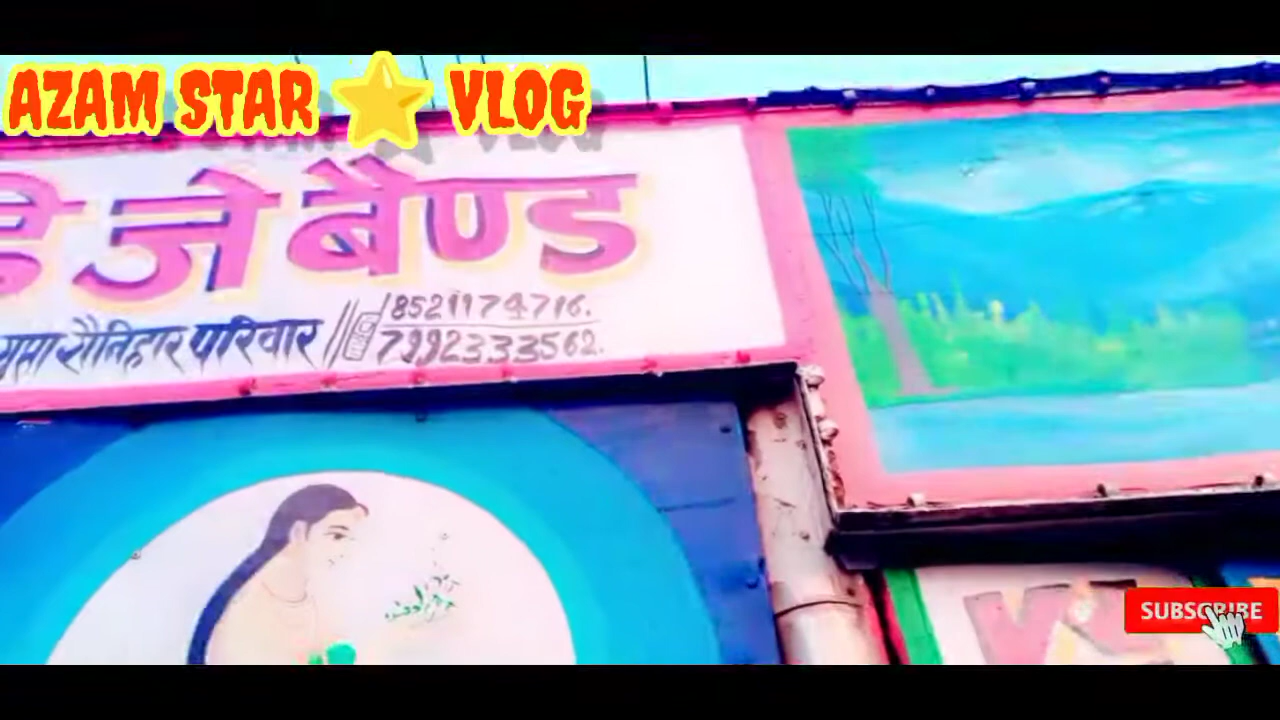 AZAM STAR VLOG
डी जे बैण्ड
गुप्ता रौनिहार परिवार // 8521174716.
7992333562.
SUBSCRIBE